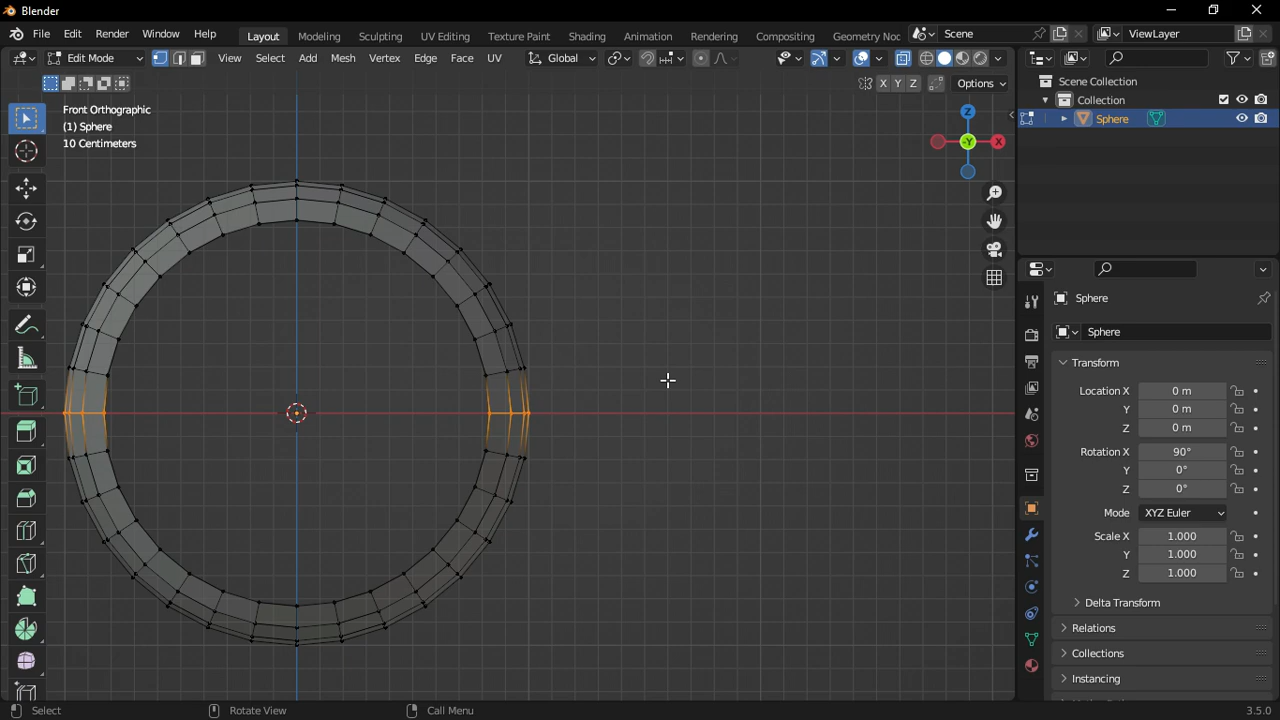 Blender
File Edit Render Window Help
Layout Modeling Sculpting UV Editing Texture Paint Shading Animation Rendering Compositing Geometry Noc
Scene
ViewLayer
Edit Mode
View Select Add Mesh Vertex Edge Face UV
Global
X Y Z
Options
Front Orthographic
(1) Sphere
10 Centimeters
Z
-Y
X
Scene Collection
Collection
Sphere
Sphere
Sphere
Transform
Location X 0 m
Y 0 m
Z 0 m
Rotation X 90°
Y 0°
Z 0°
Mode XYZ Euler
Scale X 1.000
Y 1.000
Z 1.000
Delta Transform
Relations
Collections
Instancing
Select
Rotate View
Call Menu
3.5.0